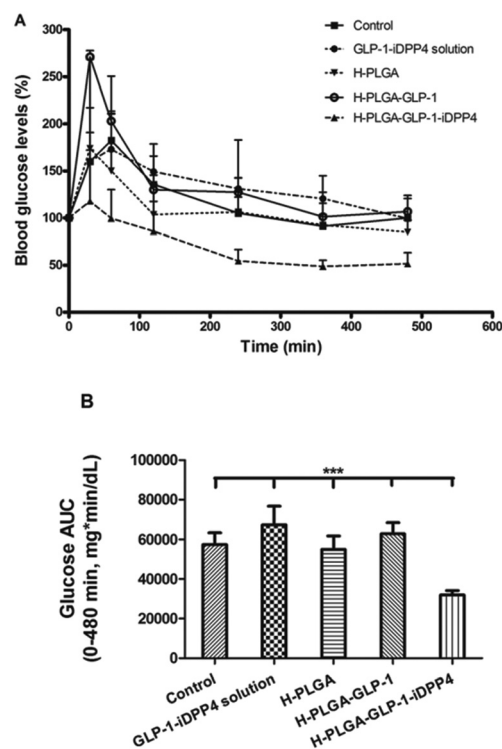 A
Control
GLP-1-iDPP4 solution
H-PLGA
H-PLGA-GLP-1
H-PLGA-GLP-1-iDPP4
Blood glucose levels (%)
300
250
200
150
100
50
0
0 100 200 300 400 500 600
Time (min)
B
***
Glucose AUC
(0-480 min, mg*min/dL)
100000
80000
60000
40000
20000
0
Control
GLP-1-iDPP4 solution
H-PLGA
H-PLGA-GLP-1
H-PLGA-GLP-1-iDPP4